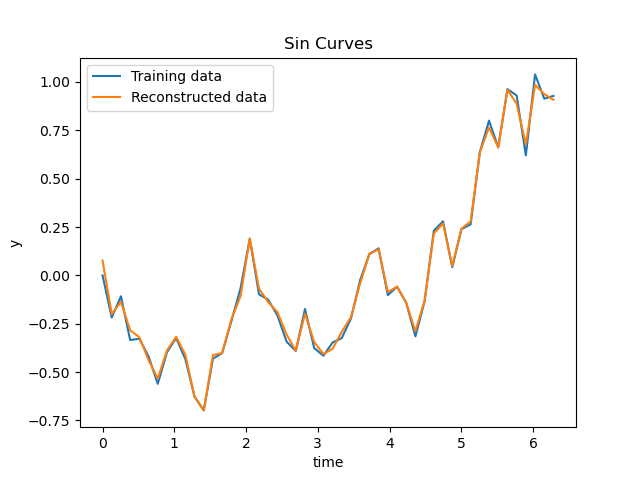 Sin Curves
Training data
Reconstructed data
1.00
0.75
0.50
0.25
0.00
−0.25
−0.50
−0.75
y
0 1 2 3 4 5 6
time